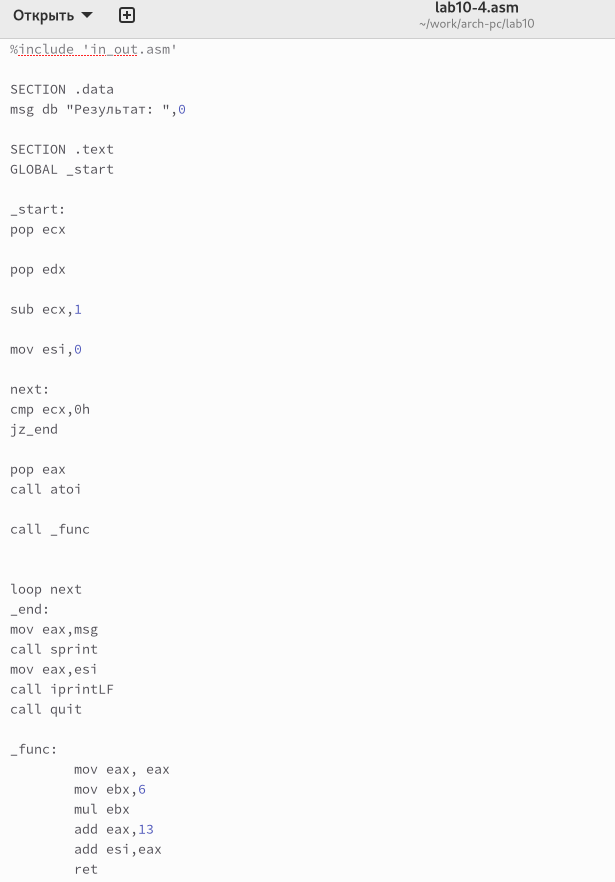 Открыть
lab10-4.asm
~/work/arch-pc/lab10
%include 'in_out.asm'
SECTION .data
msg db "Результат: ",0
SECTION .text
GLOBAL _start
_start:
pop ecx
pop edx
sub ecx,1
mov esi,0
next:
cmp ecx,0h
jz_end
pop eax
call atoi
call _func
loop next
_end:
mov eax,msg
call sprint
mov eax,esi
call iprintLF
call quit
_func:
mov eax, eax
mov ebx,6
mul ebx
add eax,13
add esi,eax
ret